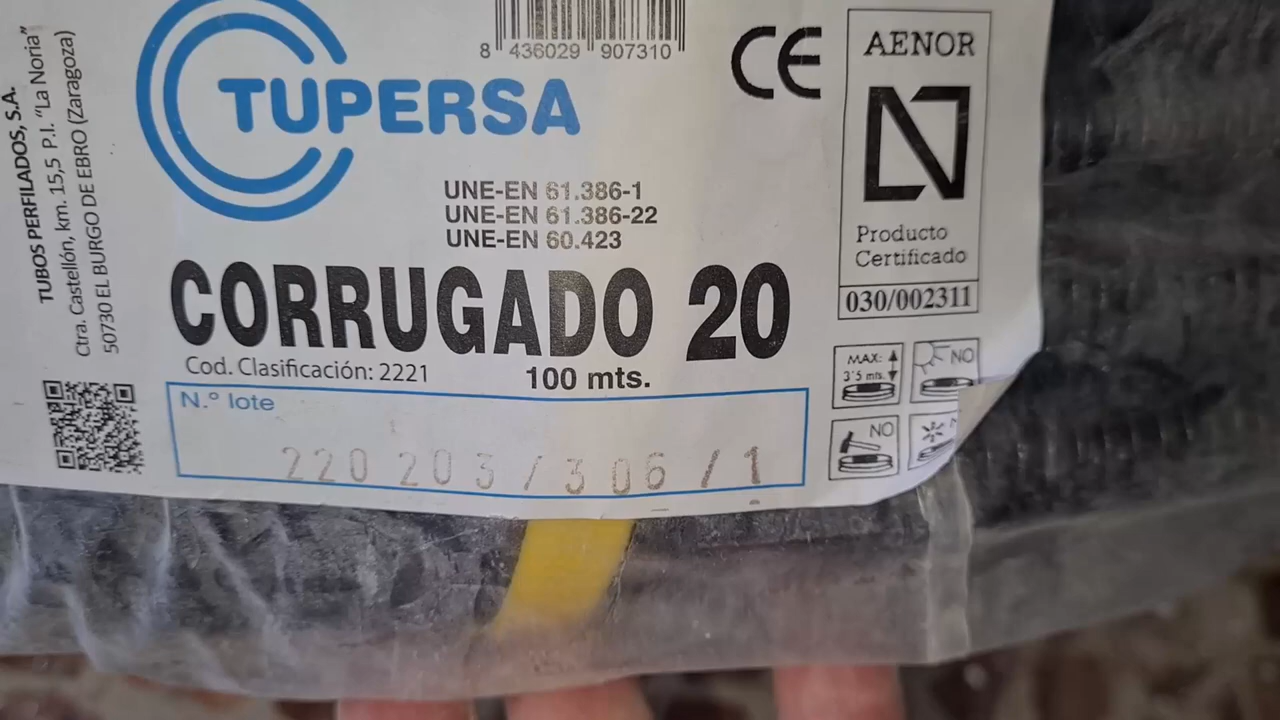 8 436029 907310
TUPERSA
CE
AENOR
UNE-EN 61.386-1
UNE-EN 61.386-22
UNE-EN 60.423
Producto
Certificado
030/002311
CORRUGADO 20
Cod. Clasificación: 2221
100 mts.
N.º lote
220 203/306/1
MAX:
3'5 mts.
NO
NO
TUBOS PERFILADOS, S.A.
Ctra. Castellón, km. 15,5 P.I. "La Noria"
50730 EL BURGO DE EBRO (Zaragoza)